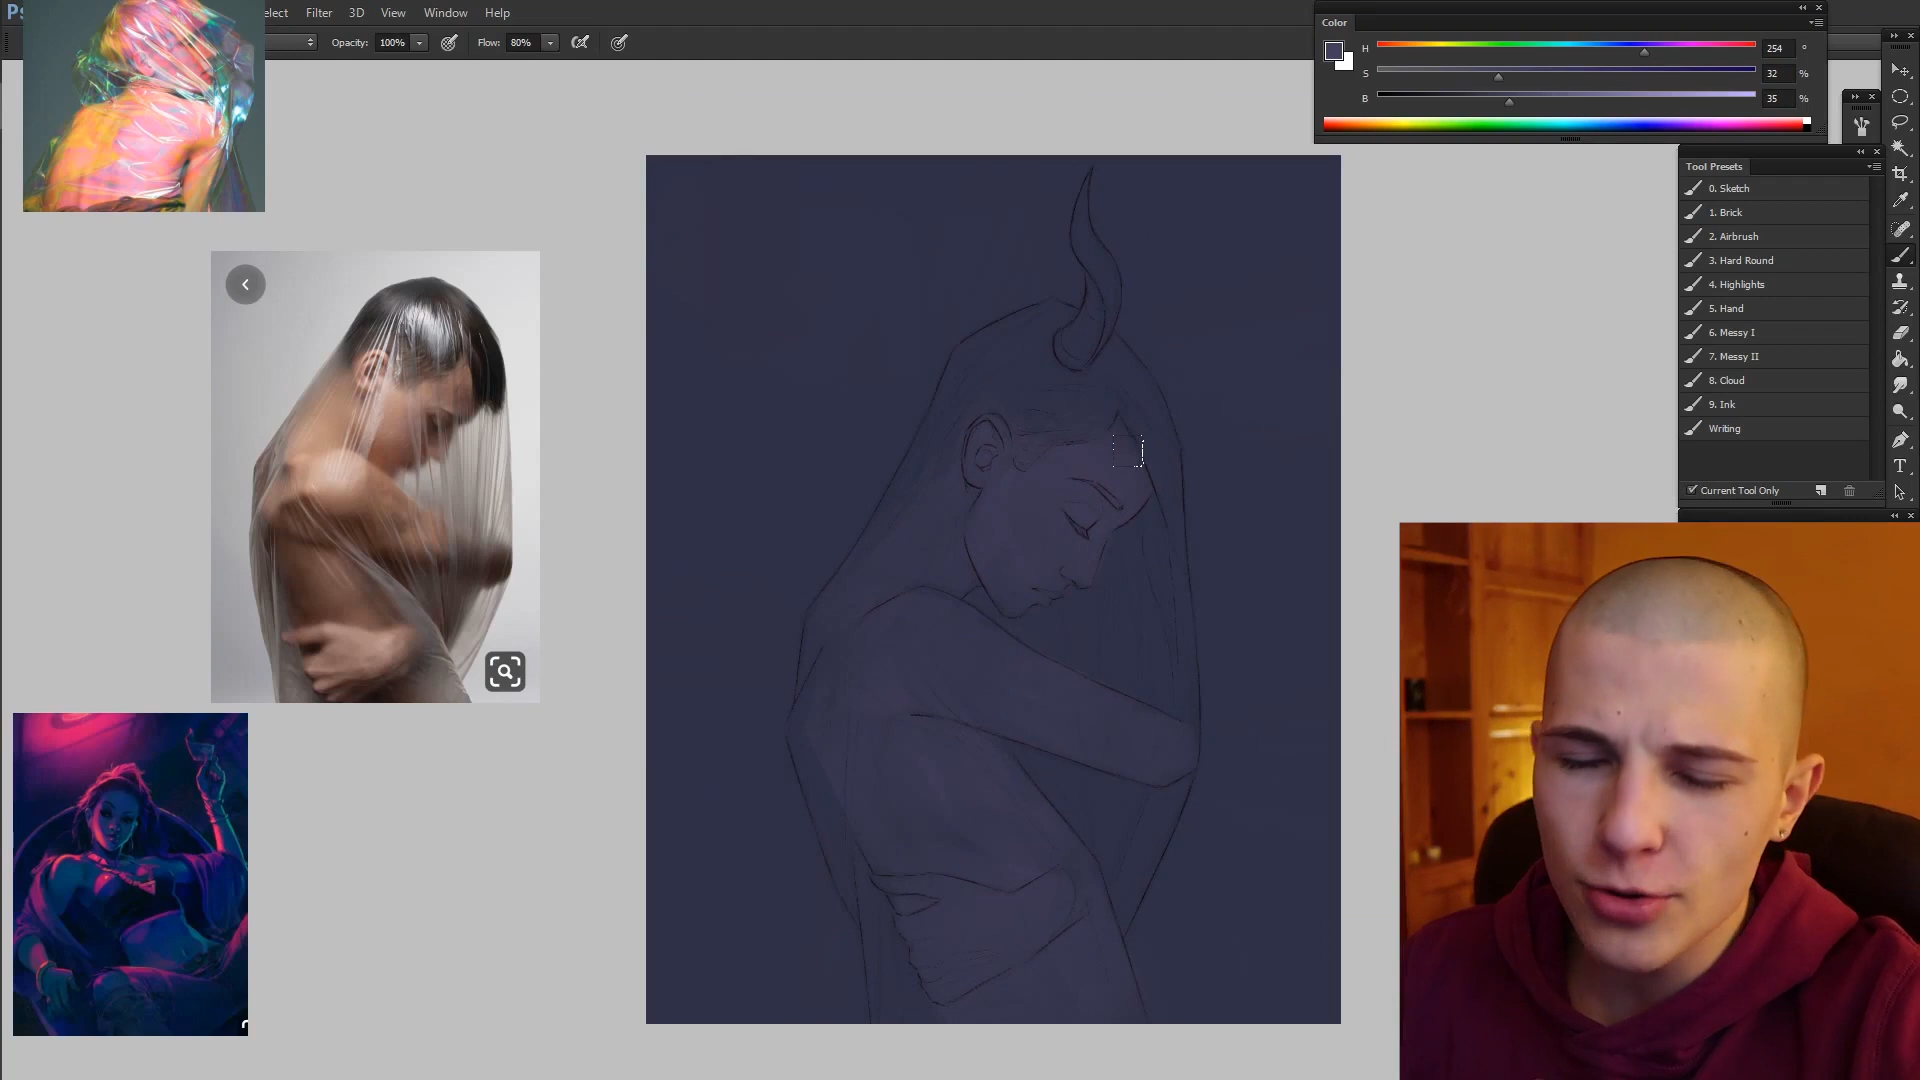 Ps
elect Filter 3D View Window Help
Opacity: 100% Flow: 80%
Color
H 254 °
S 32 %
B 35 %
Tool Presets
0. Sketch
1. Brick
2. Airbrush
3. Hard Round
4. Highlights
5. Hand
6. Messy I
7. Messy II
8. Cloud
9. Ink
Writing
Current Tool Only
T